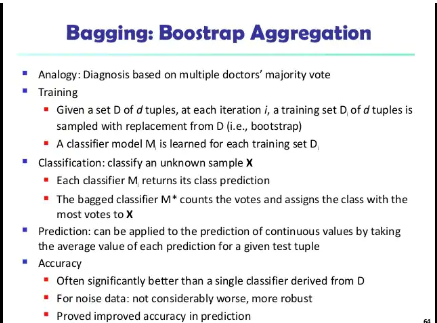 Bagging: Boostrap Aggregation
Analogy: Diagnosis based on multiple doctors' majority vote
Training
Given a set D of d tuples, at each iteration i, a training set Di of d tuples is
sampled with replacement from D (i.e., bootstrap)
A classifier model Mi is learned for each training set Di
Classification: classify an unknown sample X
Each classifier Mi returns its class prediction
The bagged classifier M* counts the votes and assigns the class with the
most votes to X
Prediction: can be applied to the prediction of continuous values by taking
the average value of each prediction for a given test tuple
Accuracy
Often significantly better than a single classifier derived from D
For noise data: not considerably worse, more robust
Proved improved accuracy in prediction
64